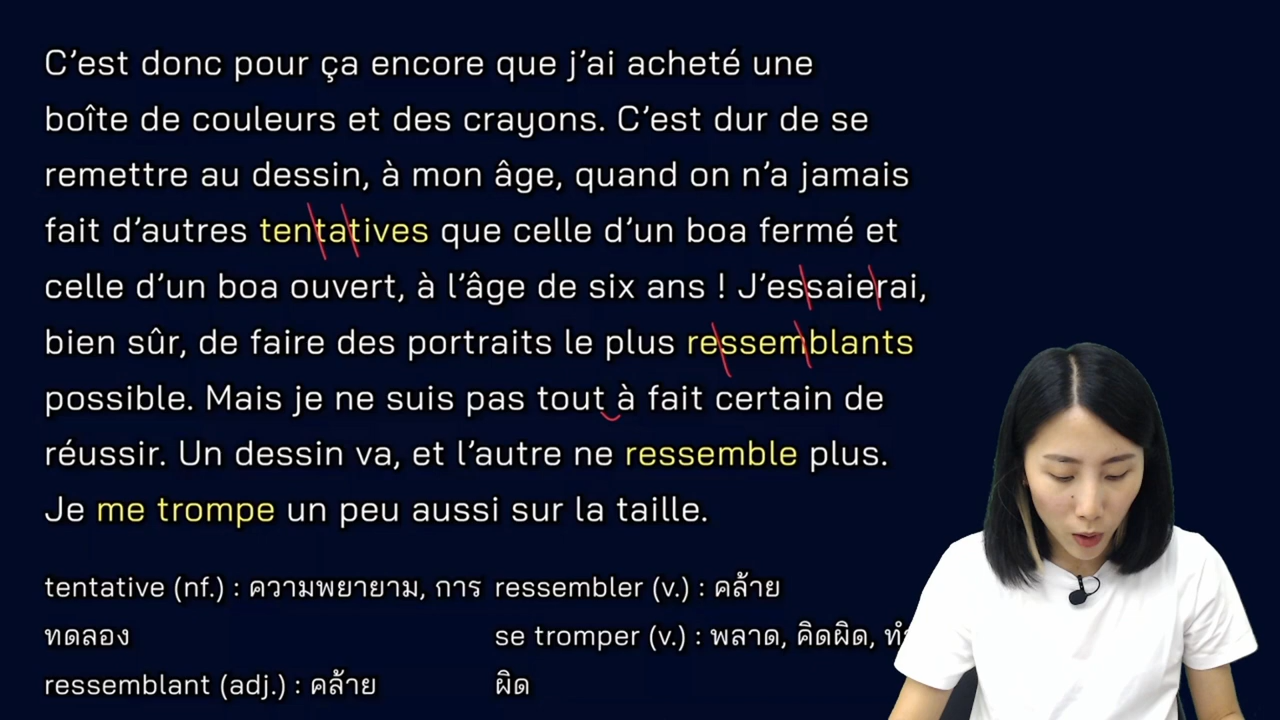 C’est donc pour ça encore que j’ai acheté une
boîte de couleurs et des crayons. C’est dur de se
remettre au dessin, à mon âge, quand on n’a jamais
fait d’autres tentatives que celle d’un boa fermé et
celle d’un boa ouvert, à l’âge de six ans ! J’essaierai,
bien sûr, de faire des portraits le plus ressemblants
possible. Mais je ne suis pas tout à fait certain de
réussir. Un dessin va, et l’autre ne ressemble plus.
Je me trompe un peu aussi sur la taille.
tentative (nf.) : ความพยายาม, การ
ทดลอง
ressemblant (adj.) : คล้าย
ressembler (v.) : คล้าย
se tromper (v.) : พลาด, คิดผิด,
ผิด